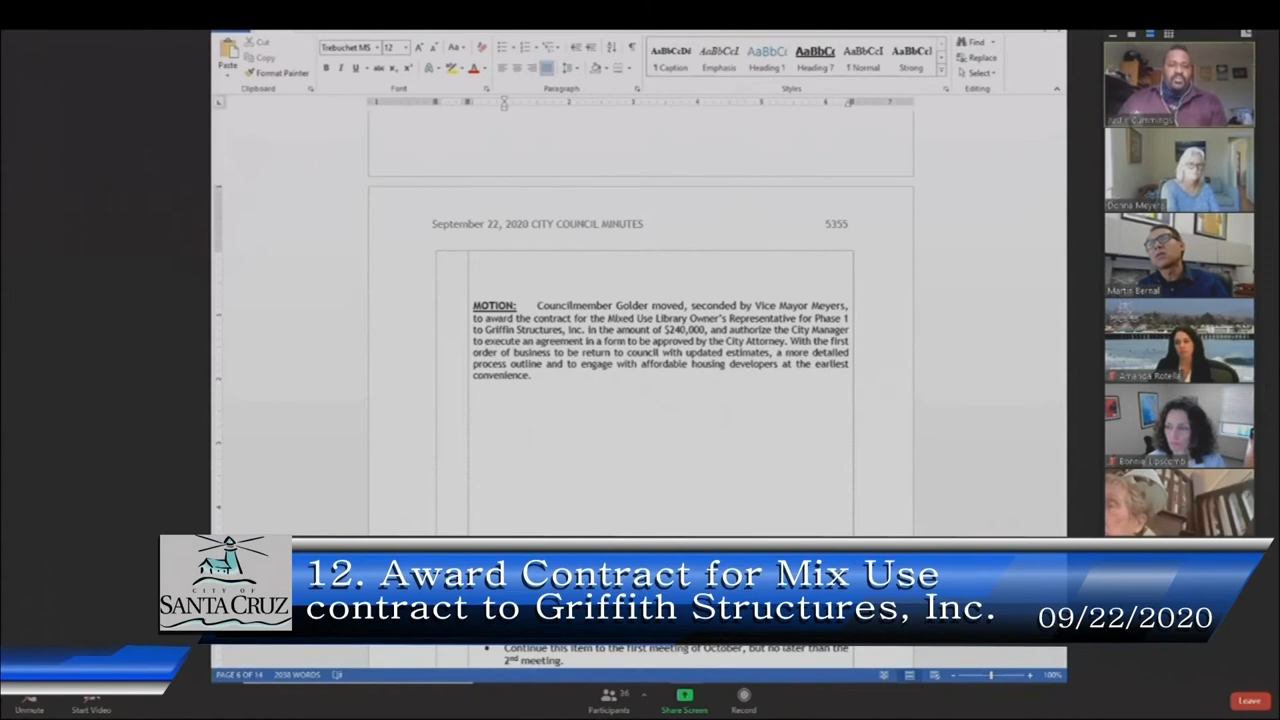 Cut
Copy
Format Painter
Paste
Clipboard
Trebuchet MS
12
Font
Paragraph
AaBbCcDd AaBbCcI AaBbCc AaBbCc AaBbCcI AaBbCcI
¶ Caption Emphasis Heading 1 Heading 7 ¶ Normal Strong
Styles
Find
Replace
Select
Editing
September 22, 2020 CITY COUNCIL MINUTES 5355
MOTION: Councilmember Golder moved, seconded by Vice Mayor Meyers,
to award the contract for the Mixed Use Library Owner's Representative for Phase 1
to Griffin Structures, Inc. in the amount of $240,000, and authorize the City Manager
to execute an agreement in a form to be approved by the City Attorney. With the first
order of business to be return to council with updated estimates, a more detailed
process outline and to engage with affordable housing developers at the earliest
convenience.
Justin Cummings
Donna Meyers
Martin Bernal
Amanda Rotella
Bonnie Lipscomb
CITY OF
SANTA CRUZ
12. Award Contract for Mix Use
contract to Griffith Structures, Inc.
09/22/2020
Continue this item to the first meeting of October, but no later than the
2nd meeting.
PAGE 6 OF 14 2038 WORDS
100%
Unmute
Start Video
36
Participants
Share Screen
Record
Leave